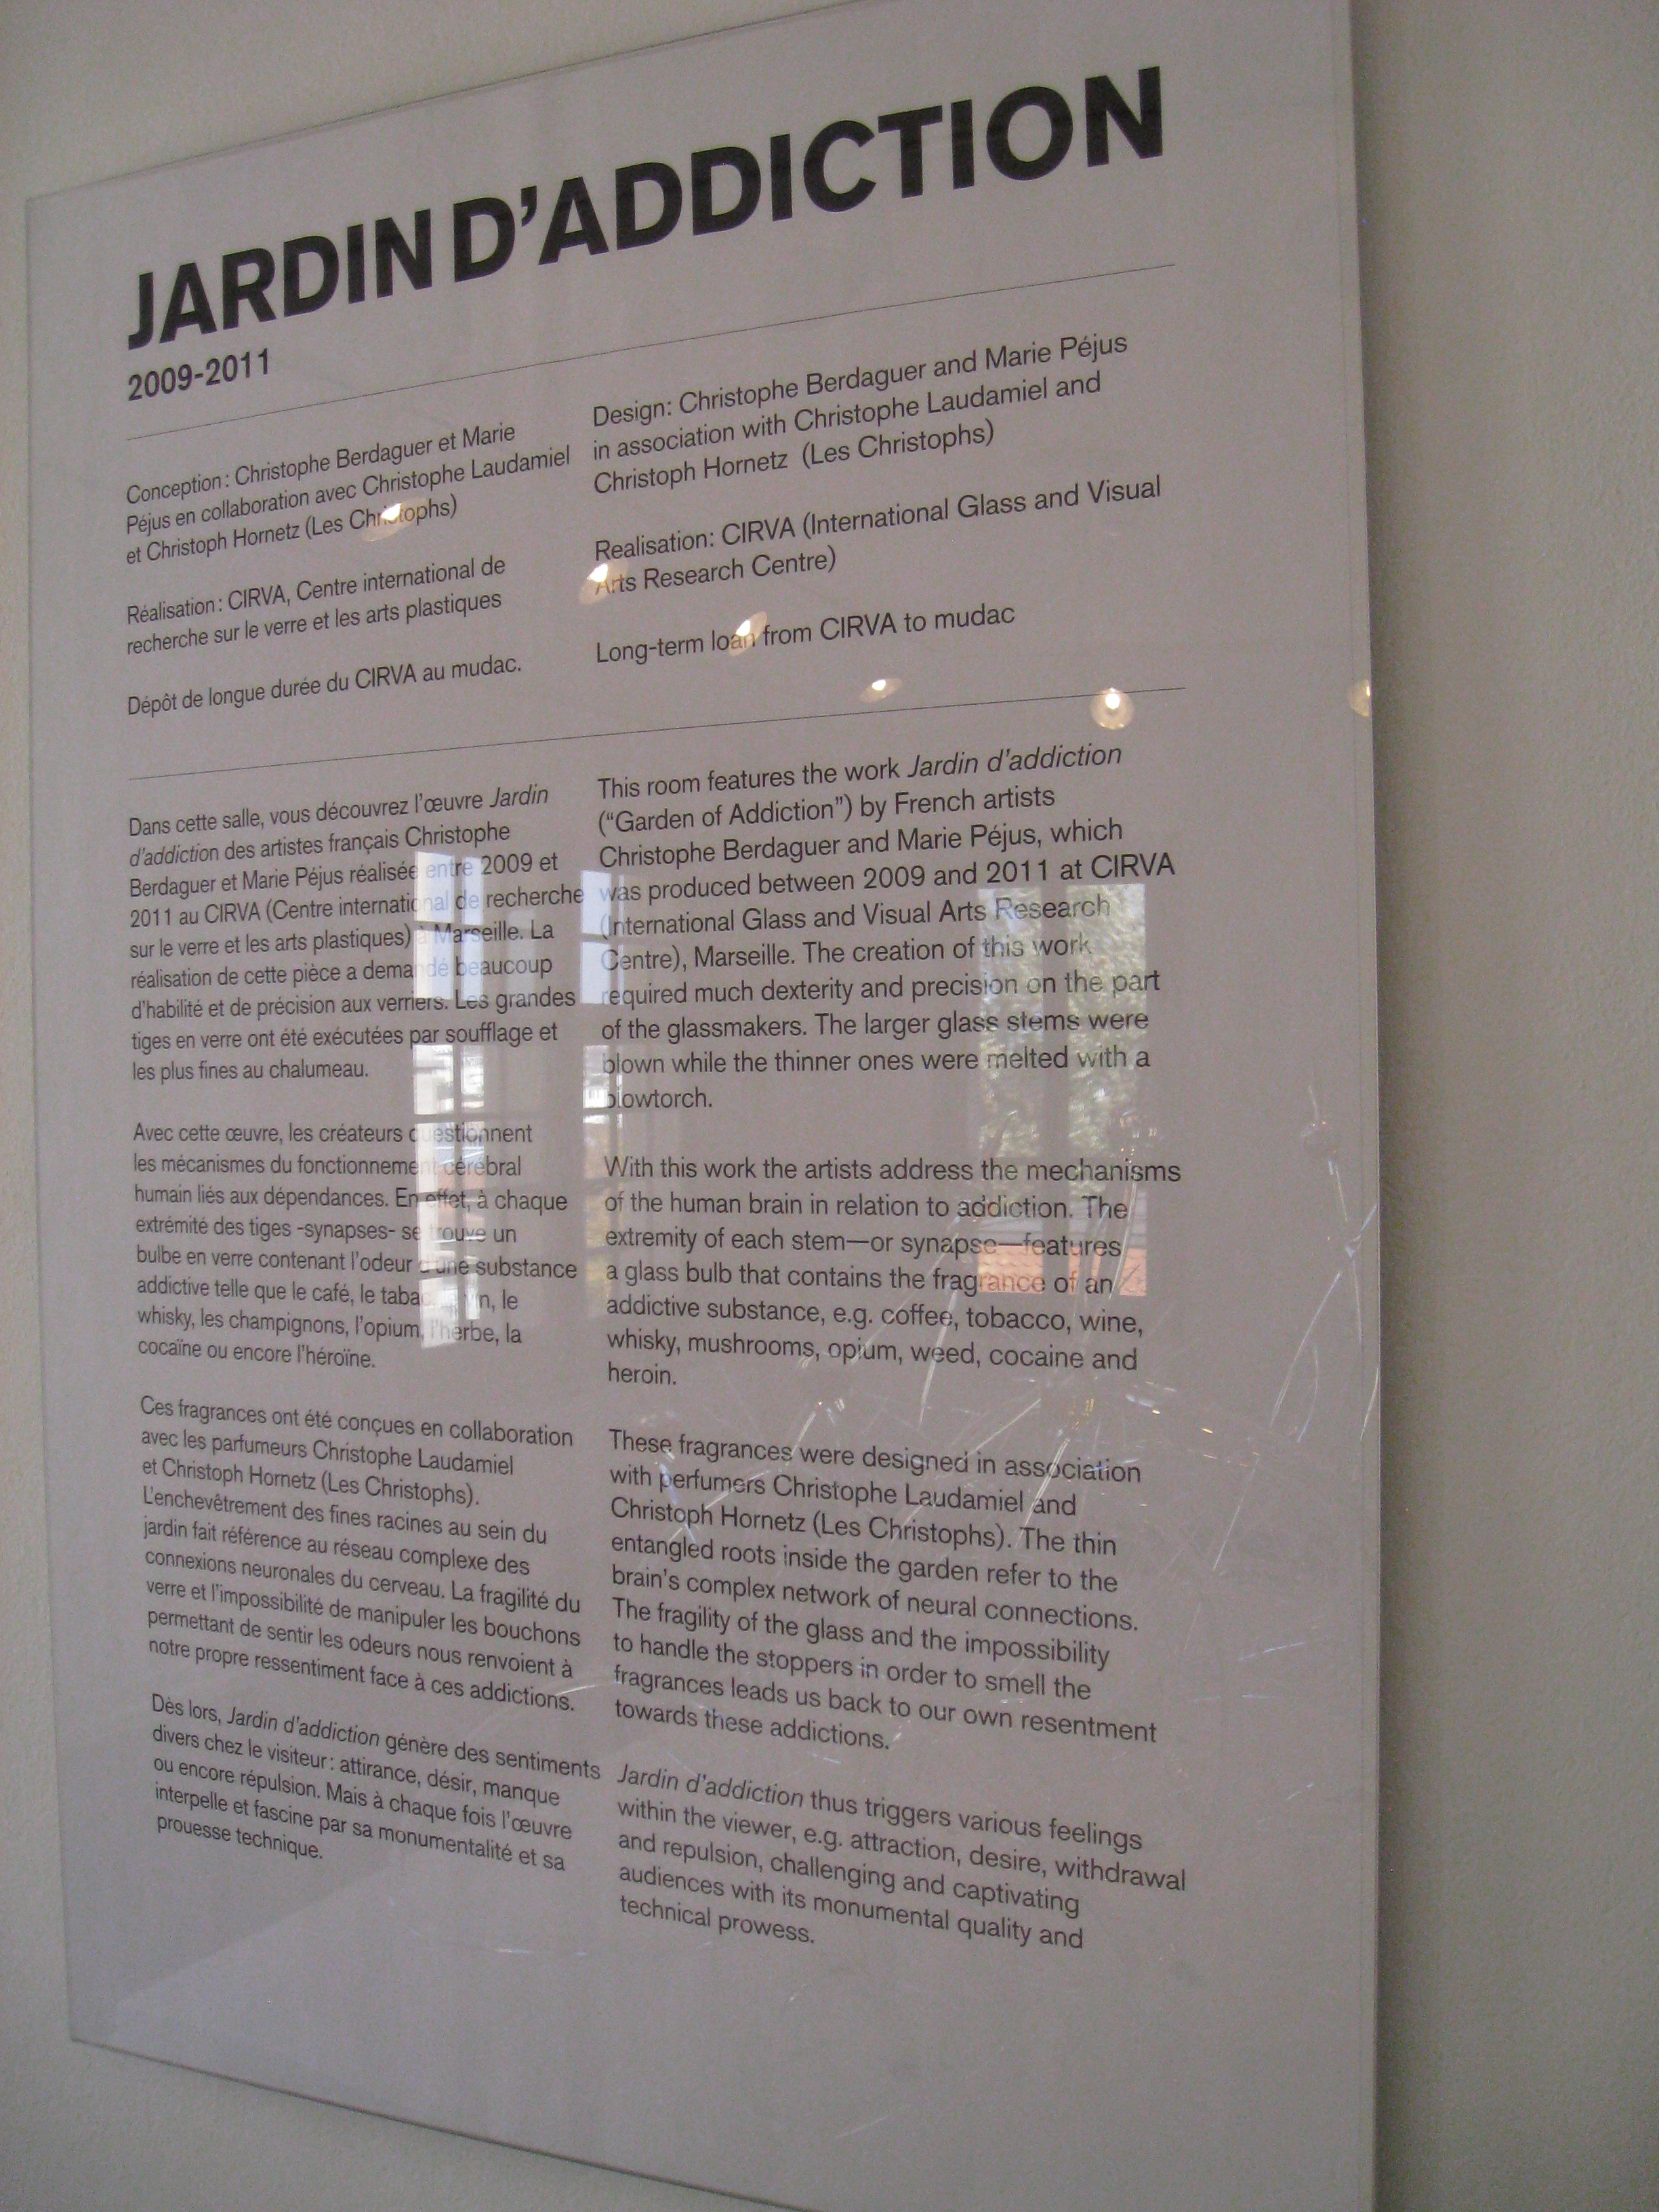 JARDIN D'ADDICTION
2009-2011
Conception : Christophe Berdaguer et Marie
Péjus en collaboration avec Christophe Laudamiel
et Christoph Hornetz (Les Christophs)
Réalisation : CIRVA, Centre international de
recherche sur le verre et les arts plastiques
Dépôt de longue durée du CIRVA au mudac.
Design: Christophe Berdaguer and Marie Péjus
in association with Christophe Laudamiel and
Christoph Hornetz (Les Christophs)
Realisation: CIRVA (International Glass and Visual
Arts Research Centre)
Long-term loan from CIRVA to mudac
Dans cette salle, vous découvrez l'œuvre Jardin
d'addiction des artistes français Christophe
Berdaguer et Marie Péjus réalisée entre 2009 et
2011 au CIRVA (Centre international de recherche
sur le verre et les arts plastiques) à Marseille. La
réalisation de cette pièce a demandé beaucoup
d'habilité et de précision aux verriers. Les grandes
tiges en verre ont été exécutées par soufflage et
les plus fines au chalumeau.
Avec cette œuvre, les créateurs questionnent
les mécanismes du fonctionnement cérébral
humain liés aux dépendances. En effet, à chaque
extrémité des tiges -synapses- se trouve un
bulbe en verre contenant l'odeur d'une substance
addictive telle que le café, le tabac, le
whisky, les champignons, l'opium, l'herbe, la
cocaïne ou encore l'héroïne.
Ces fragrances ont été conçues en collaboration
avec les parfumeurs Christophe Laudamiel
et Christoph Hornetz (Les Christophs).
L'enchevêtrement des fines racines au sein du
jardin fait référence au réseau complexe des
connexions neuronales du cerveau. La fragilité du
verre et l'impossibilité de manipuler les bouchons
permettant de sentir les odeurs nous renvoient à
notre propre ressentiment face à ces addictions.
Dès lors, Jardin d'addiction génère des sentiments
divers chez le visiteur : attirance, désir, manque
ou encore répulsion. Mais à chaque fois l'œuvre
interpelle et fascine par sa monumentalité et sa
prouesse technique.
This room features the work Jardin d'addiction
("Garden of Addiction") by French artists
Christophe Berdaguer and Marie Péjus, which
was produced between 2009 and 2011 at CIRVA
(International Glass and Visual Arts Research
Centre), Marseille. The creation of this work
required much dexterity and precision on the part
of the glassmakers. The larger glass stems were
blown while the thinner ones were melted with a
blowtorch.
With this work the artists address the mechanisms
of the human brain in relation to addiction. The
extremity of each stem—or synapse—features
a glass bulb that contains the fragrance of an
addictive substance, e.g. coffee, tobacco, wine,
whisky, mushrooms, opium, weed, cocaine and
heroin.
These fragrances were designed in association
with perfumers Christophe Laudamiel and
Christoph Hornetz (Les Christophs). The thin
entangled roots inside the garden refer to the
brain's complex network of neural connections.
The fragility of the glass and the impossibility
to handle the stoppers in order to smell the
fragrances leads us back to our own resentment
towards these addictions.
Jardin d'addiction thus triggers various feelings
within the viewer, e.g. attraction, desire, withdrawal
and repulsion, challenging and captivating
audiences with its monumental quality and
technical prowess.